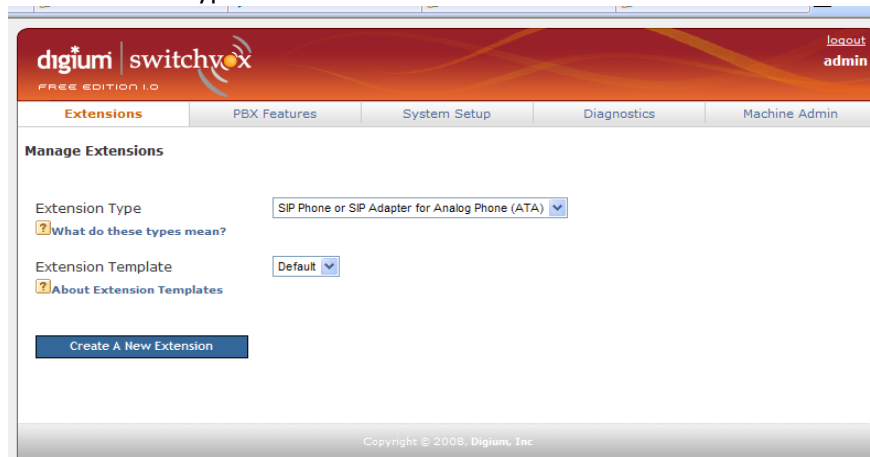 logout
digium switchvox
admin
FREE EDITION 1.0
Extensions PBX Features System Setup Diagnostics Machine Admin
Manage Extensions
Extension Type SIP Phone or SIP Adapter for Analog Phone (ATA)
? What do these types mean?
Extension Template Default
? About Extension Templates
Create A New Extension
Copyright © 2008, Digium, Inc